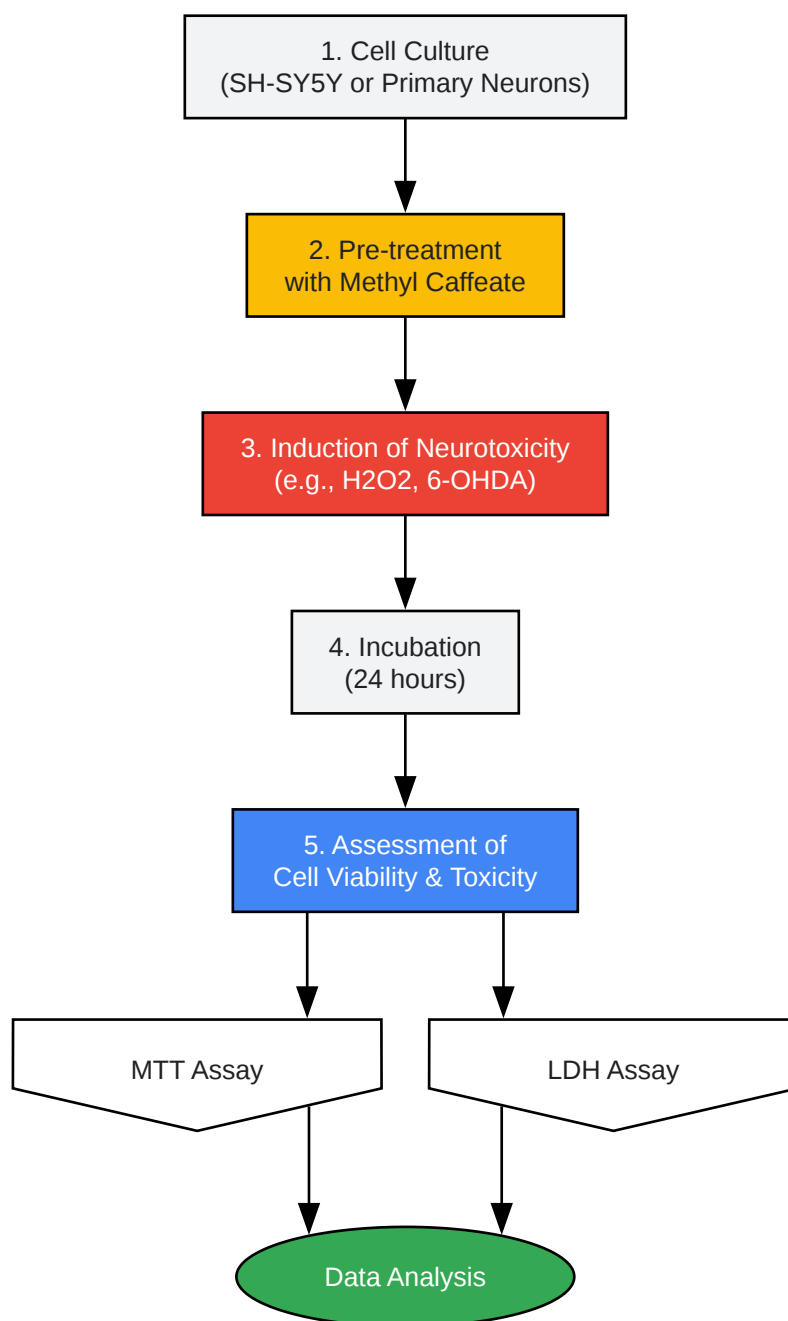 1. Cell Culture
(SH-SY5Y or Primary Neurons)
2. Pre-treatment
with Methyl Caffeate
3. Induction of Neurotoxicity
(e.g., H2O2, 6-OHDA)
4. Incubation
(24 hours)
5. Assessment of
Cell Viability & Toxicity
MTT Assay
LDH Assay
Data Analysis